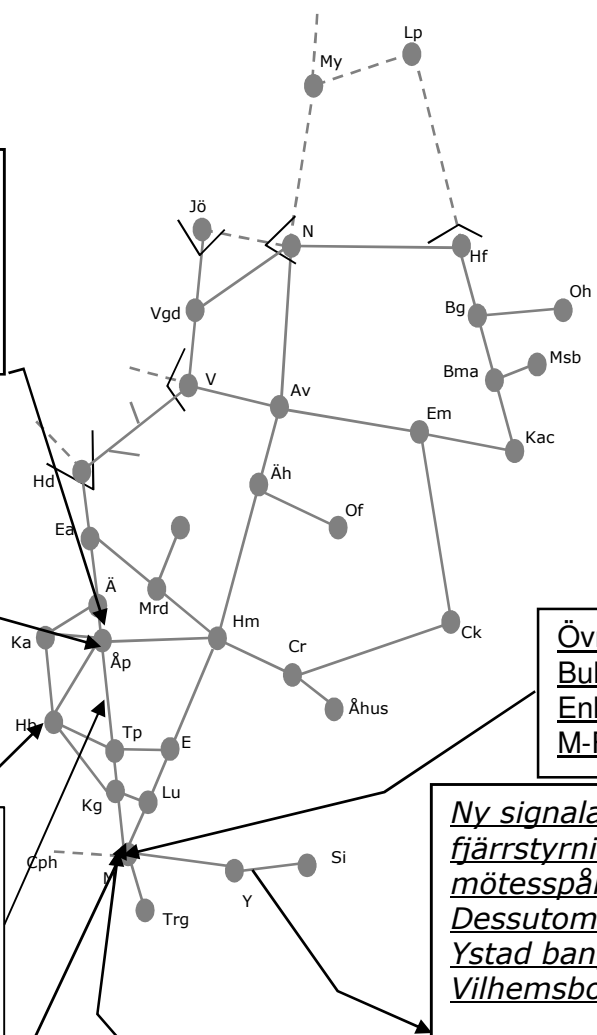 Lp
My
Jö
N
Hf
Vgd
Bg
Oh
Msb
Bma
V
Av
Em
Kac
Hd
Äh
Of
Ea
Ä
Mrd
Hm
Ka
Åp
Cr
Ck
Åhus
Hb
Tp
E
Kg
Lu
Cph
M
Y
Si
Trg
Öv
Bul
Enl
M-F
Ny signala
fjärrstyrni
mötesspår
Dessutom
Ystad ban
Vilhemsbo